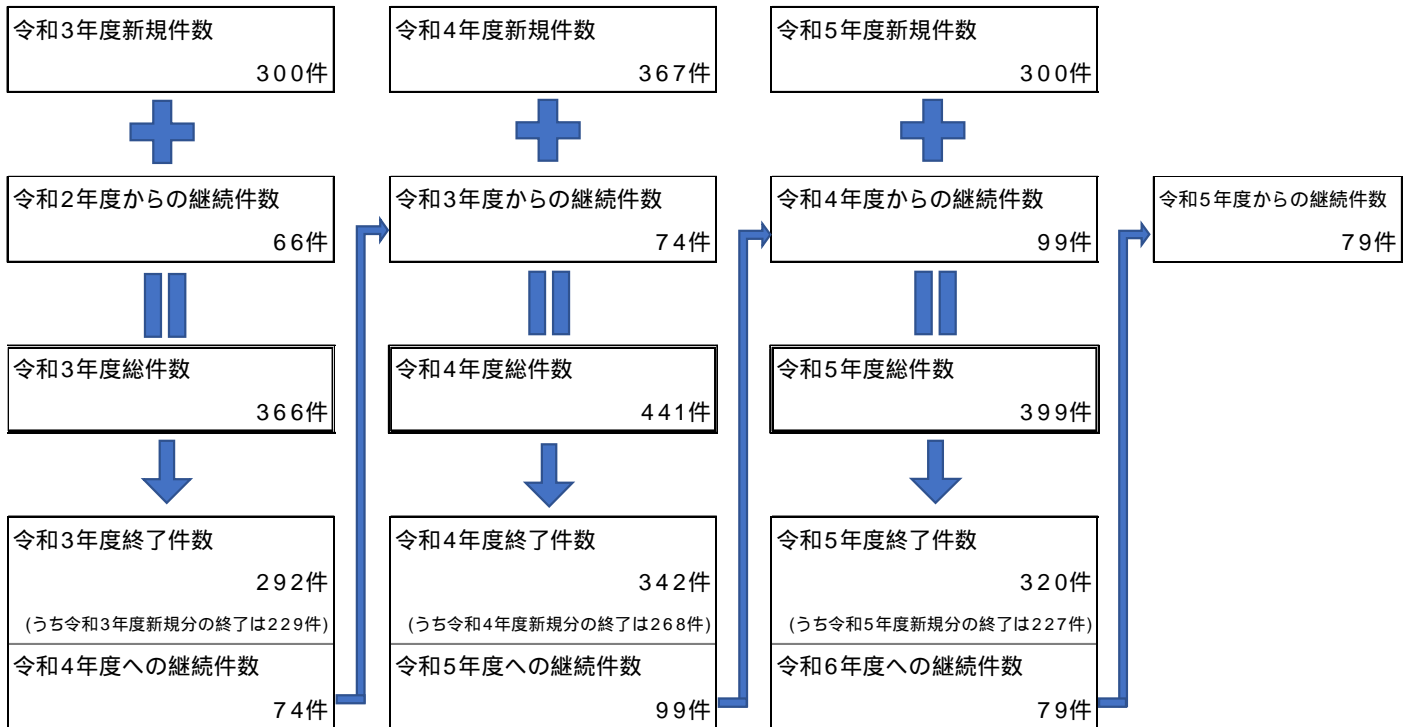 令和3年度新規件数
300件
令和2年度からの継続件数
66件
令和3年度総件数
366件
令和3年度終了件数
292件
(うち令和3年度新規分の終了は229件)
令和4年度への継続件数
74件
令和4年度新規件数
367件
令和3年度からの継続件数
74件
令和4年度総件数
441件
令和4年度終了件数
342件
(うち令和4年度新規分の終了は268件)
令和5年度への継続件数
99件
令和5年度新規件数
300件
令和4年度からの継続件数
99件
令和5年度総件数
399件
令和5年度終了件数
320件
(うち令和5年度新規分の終了は227件)
令和6年度への継続件数
79件
令和5年度からの継続件数
79件